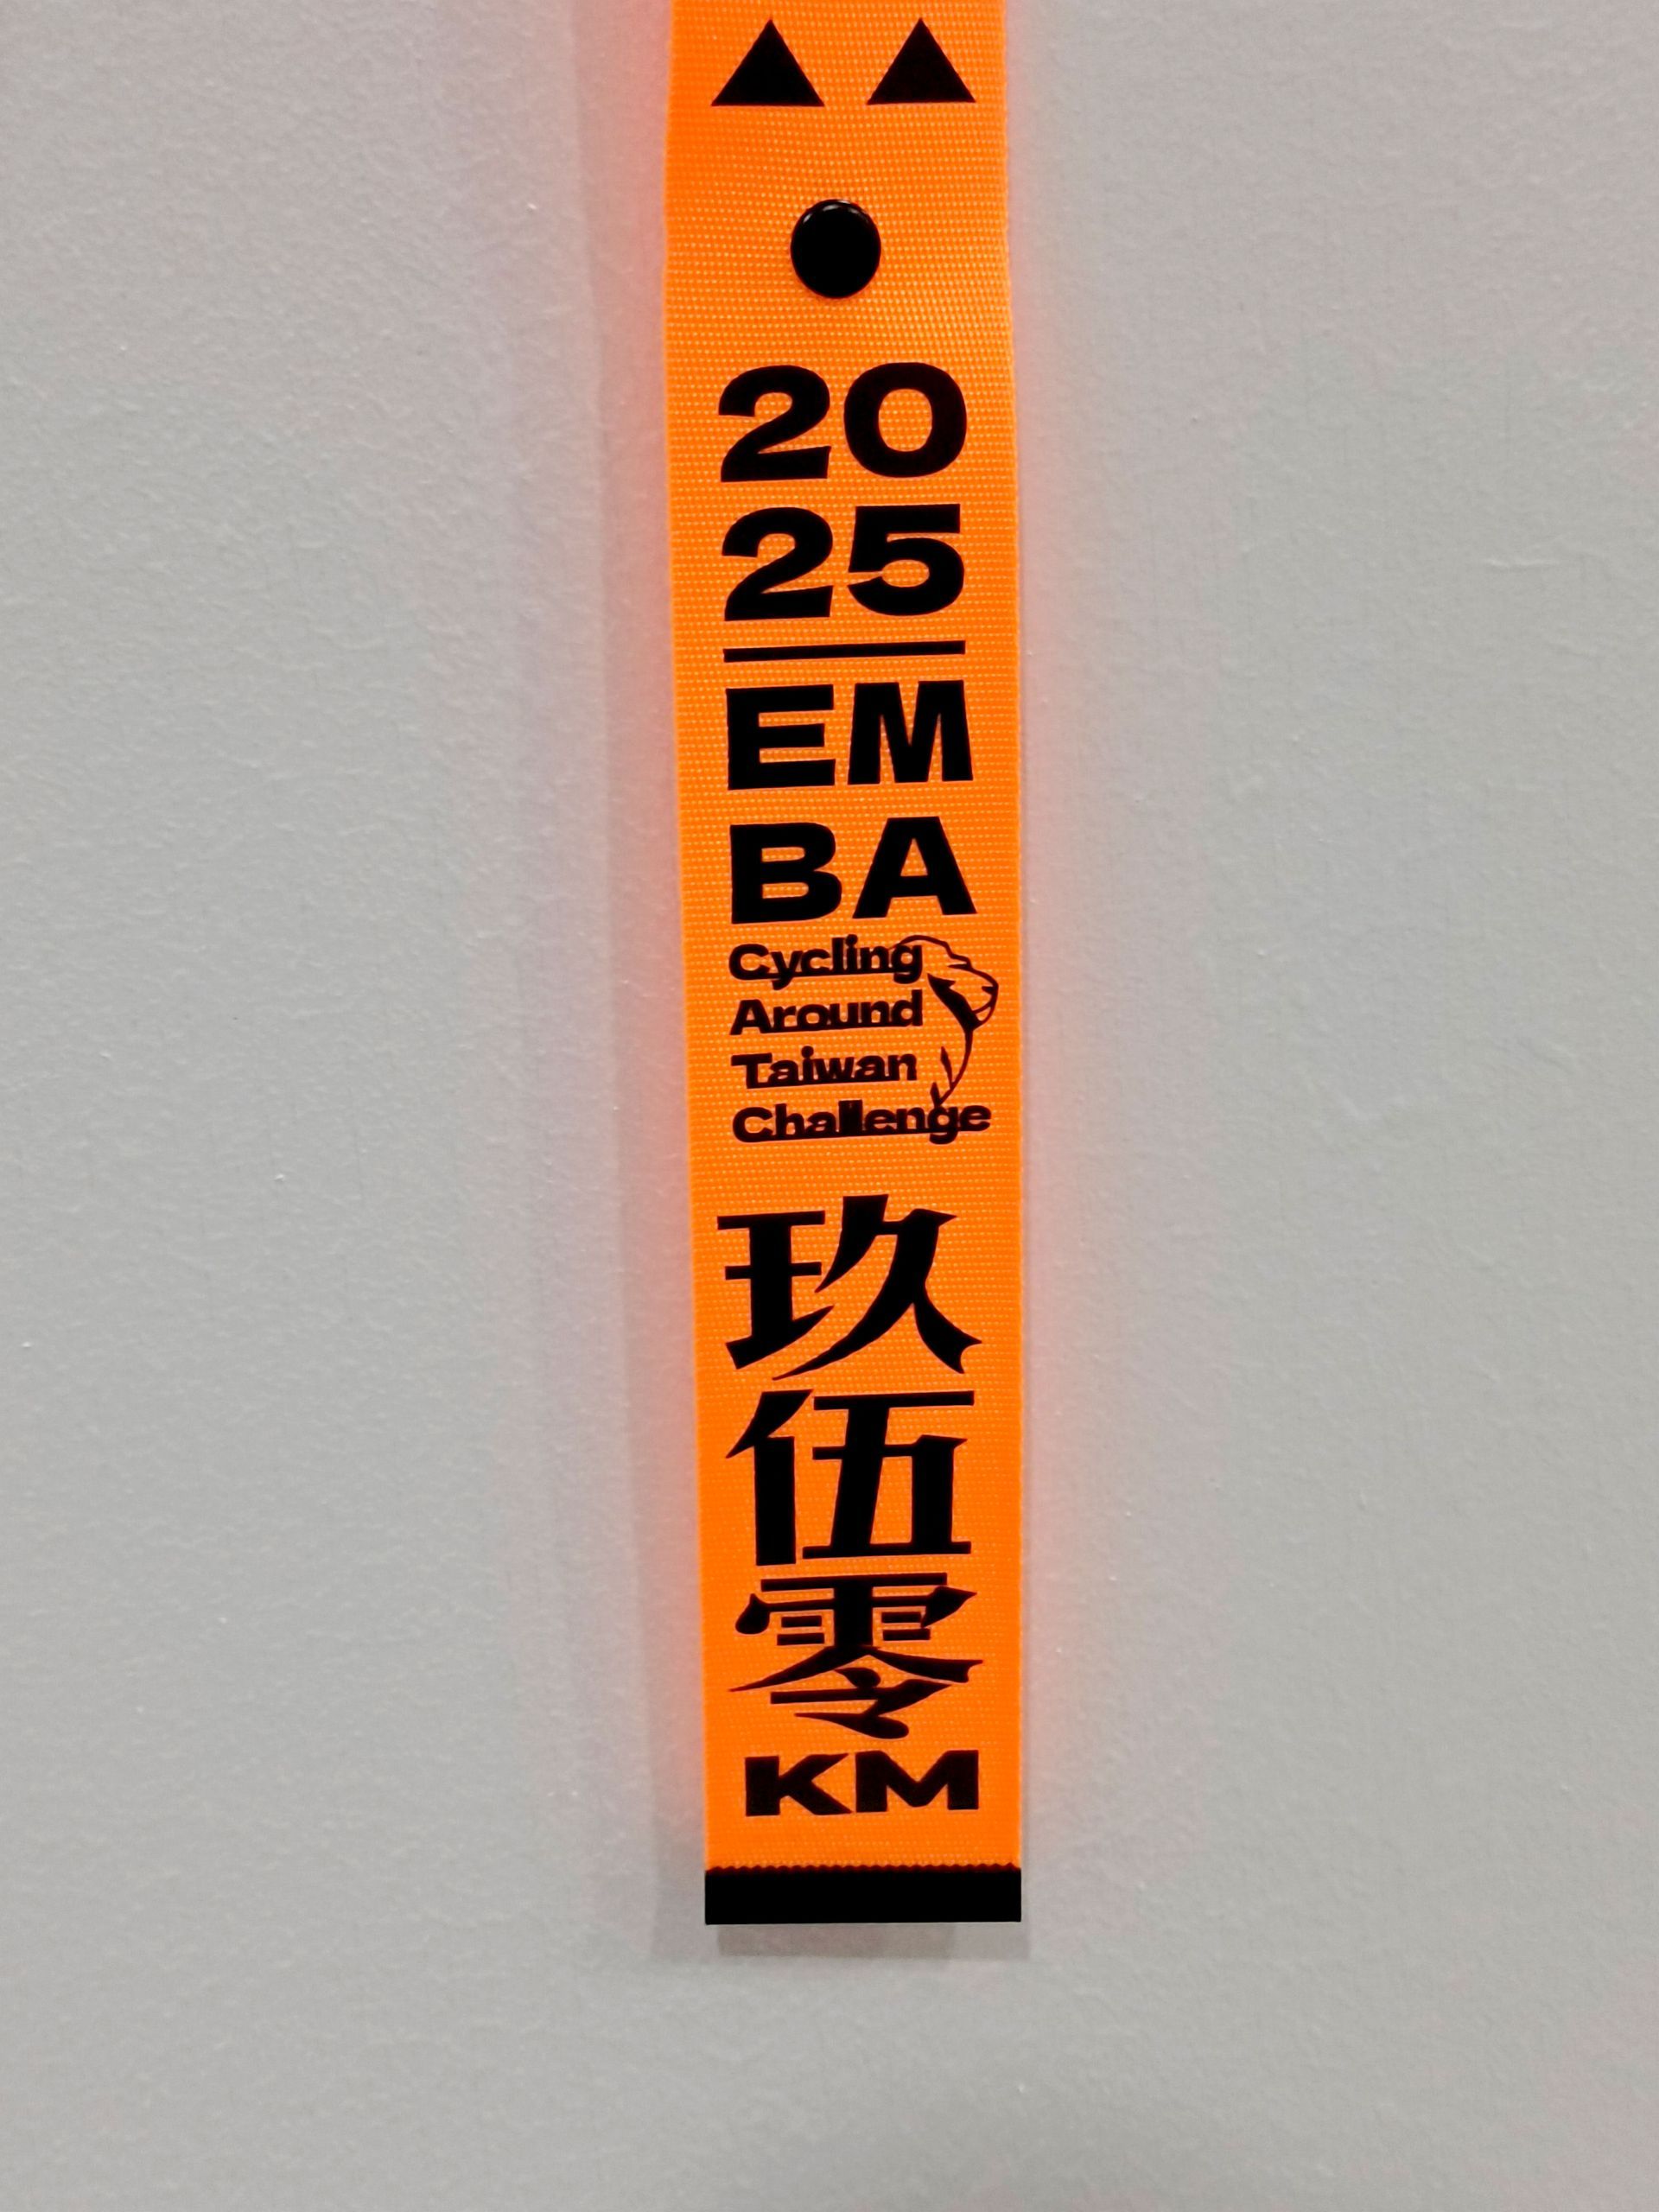 20
25
EM
BA
Cycling
Around
Taiwan
Challenge
玖
伍
零
KM